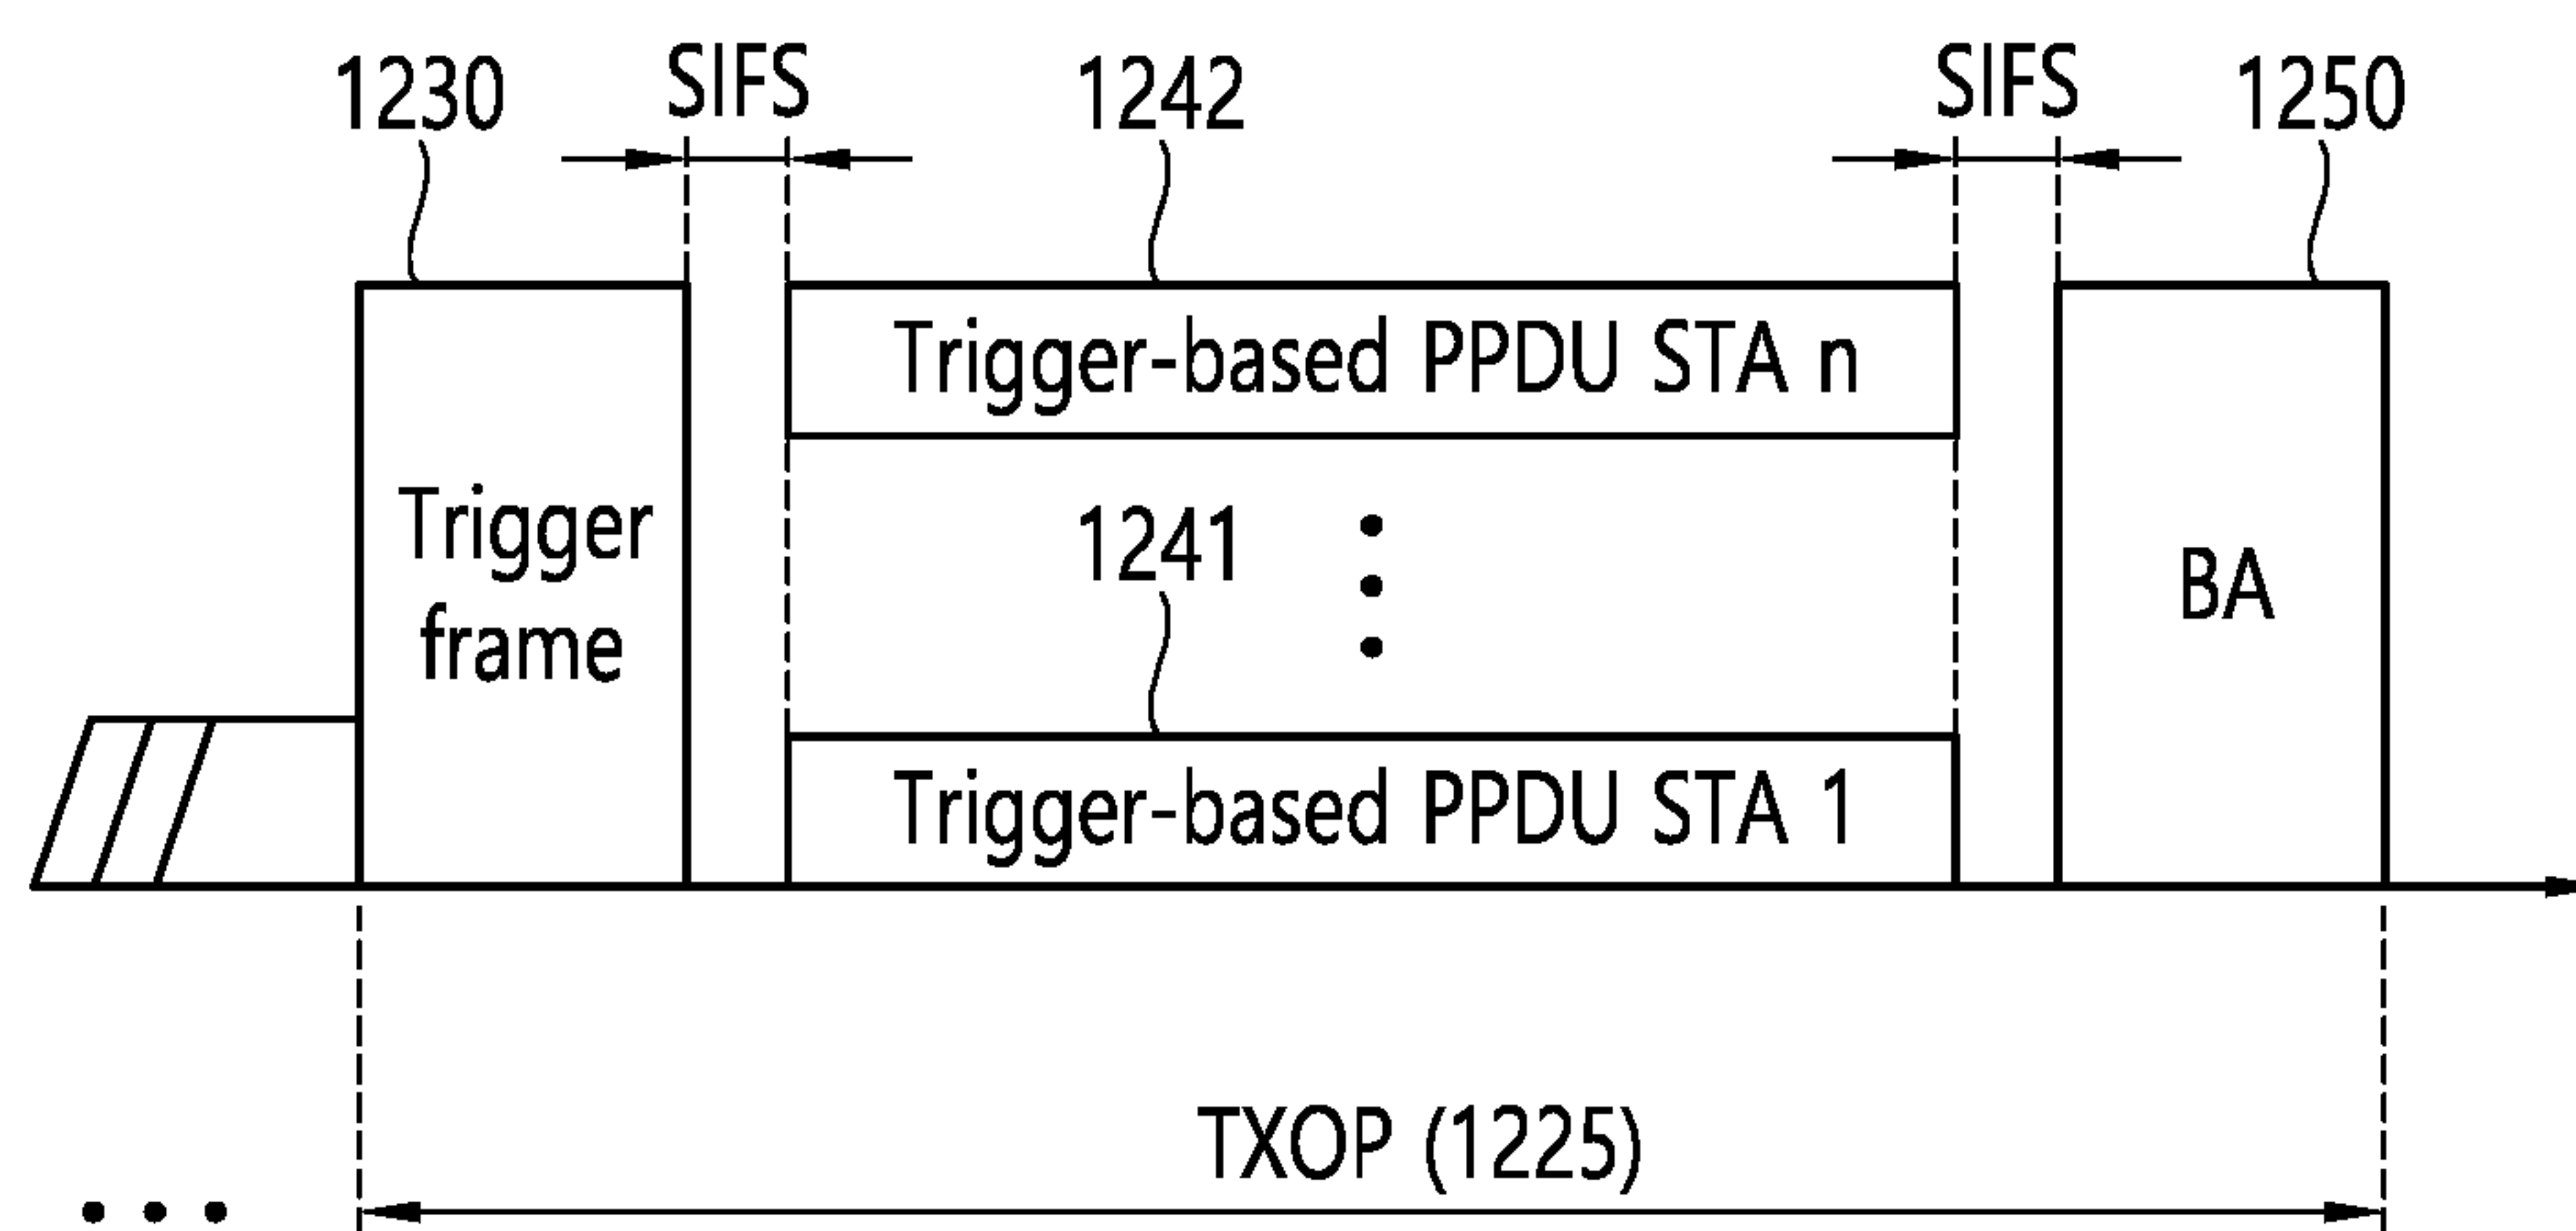 1230
SIFS
1242
SIFS
1250
Trigger-based PPDU STA n
Trigger
frame
1241
BA
Trigger-based PPDU STA 1
TXOP (1225)